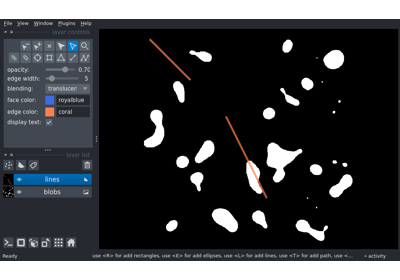 File View Window Plugins Help
layer controls
opacity: 0.70
edge width: 5
blending: translucen
face color: royalblue
edge color: coral
display text:
layer list
lines
blobs
Ready use <R> for add rectangles, use <E> for add ellipses, use <L> for add lines, use <T> for add path, use <... activity